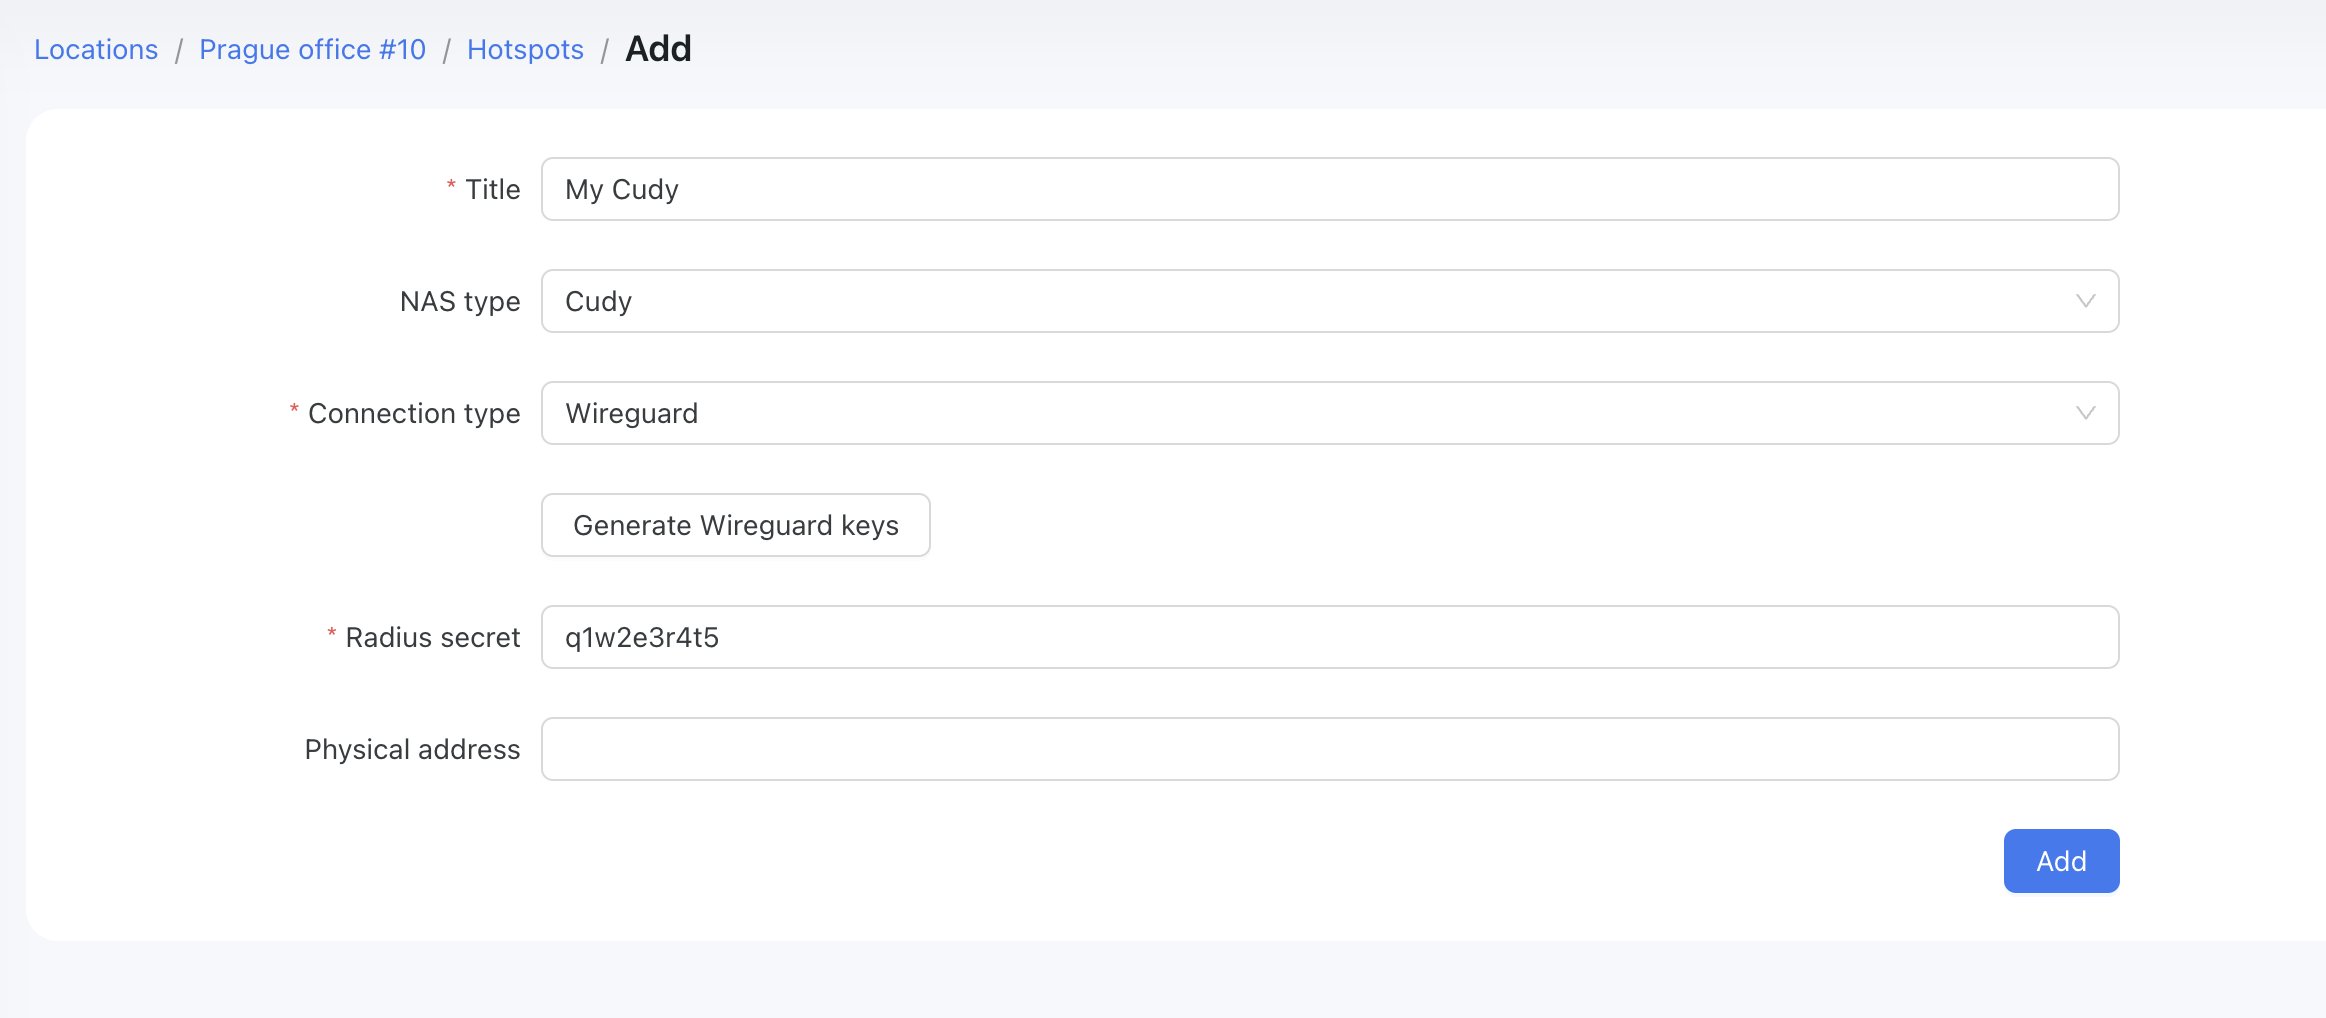 Locations / Prague office #10 / Hotspots / Add
* Title My Cudy
NAS type Cudy
* Connection type Wireguard
Generate Wireguard keys
* Radius secret q1w2e3r4t5
Physical address
Add